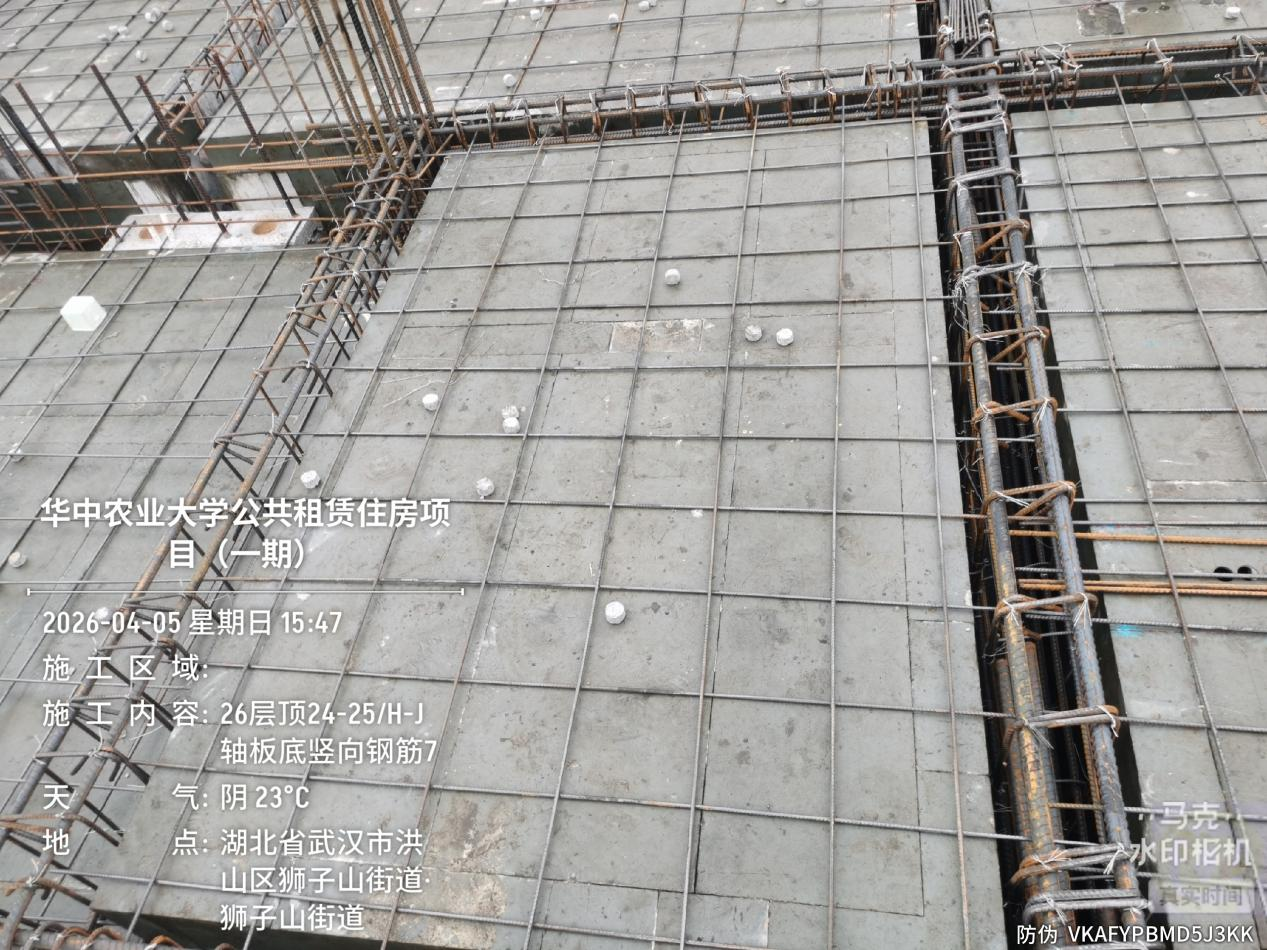 华中农业大学公共租赁住房项
目（一期）
2026-04-05 星期日 15:47
施工区域:
施工内容: 26层顶24-25/H-J
轴板底竖向钢筋7
天气: 阴 23°C
地点: 湖北省武汉市洪
山区狮子山街道·
狮子山街道
马克
水印相机
真实时间
防伪 VKAFYPBMD5J3KK